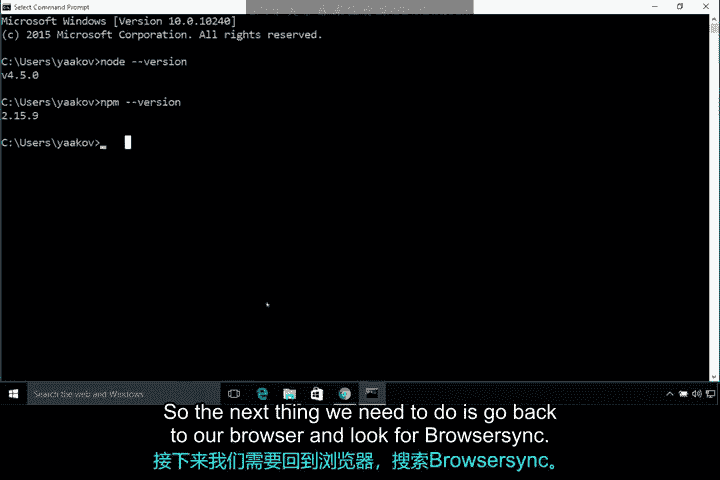 Select Command Prompt
Microsoft Windows [Version 10.0.10240]
(c) 2015 Microsoft Corporation. All rights reserved.
C:\Users\yaakov>node --version
v4.5.0
C:\Users\yaakov>npm --version
2.15.9
C:\Users\yaakov>_
Search the web and Windows
So the next thing we need to do is go back
to our browser and look for Browsersync.
接下来我们需要回到浏览器，搜索Browsersync。